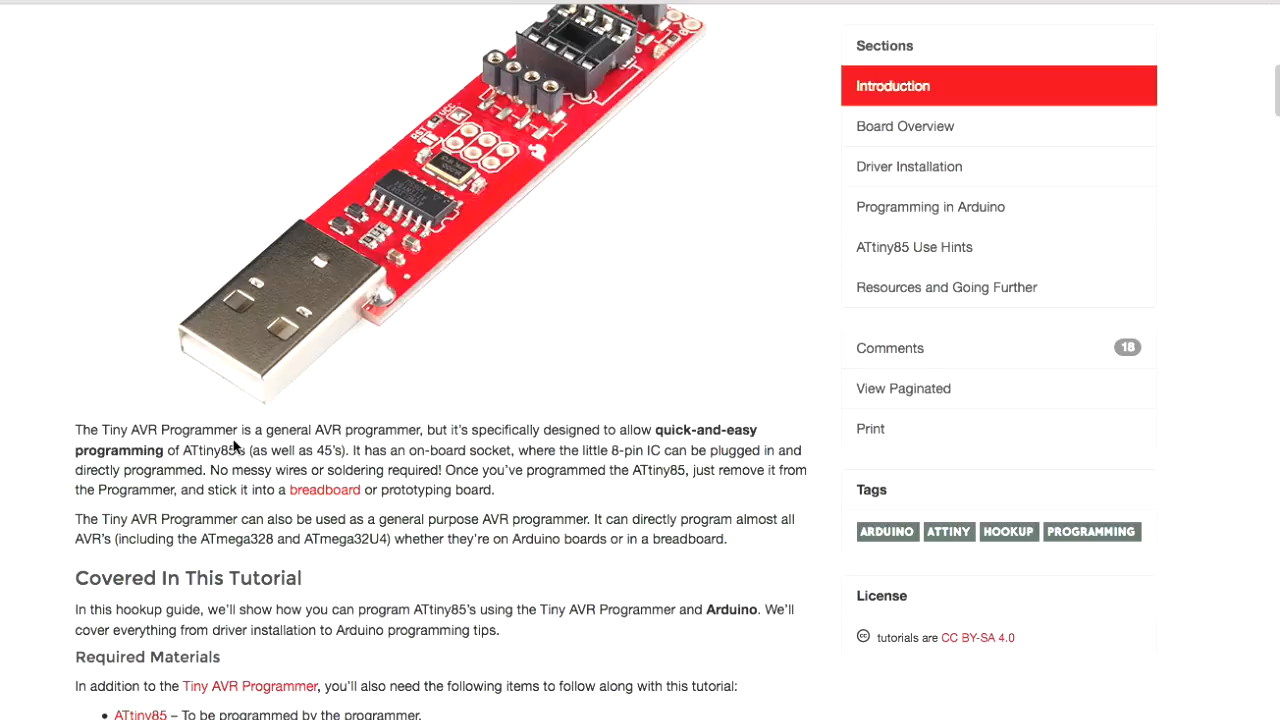 Sections
Introduction
Board Overview
Driver Installation
Programming in Arduino
ATtiny85 Use Hints
Resources and Going Further
Comments 18
View Paginated
Print
Tags
ARDUINO ATTINY HOOKUP PROGRAMMING
License
tutorials are CC BY-SA 4.0
The Tiny AVR Programmer is a general AVR programmer, but it's specifically designed to allow quick-and-easy
programming of ATtiny85's (as well as 45's). It has an on-board socket, where the little 8-pin IC can be plugged in and
directly programmed. No messy wires or soldering required! Once you've programmed the ATtiny85, just remove it from
the Programmer, and stick it into a breadboard or prototyping board.
The Tiny AVR Programmer can also be used as a general purpose AVR programmer. It can directly program almost all
AVR's (including the ATmega328 and ATmega32U4) whether they're on Arduino boards or in a breadboard.
Covered In This Tutorial
In this hookup guide, we'll show how you can program ATtiny85's using the Tiny AVR Programmer and Arduino. We'll
cover everything from driver installation to Arduino programming tips.
Required Materials
In addition to the Tiny AVR Programmer, you'll also need the following items to follow along with this tutorial:
• ATtiny85 – To be programmed by the programmer.